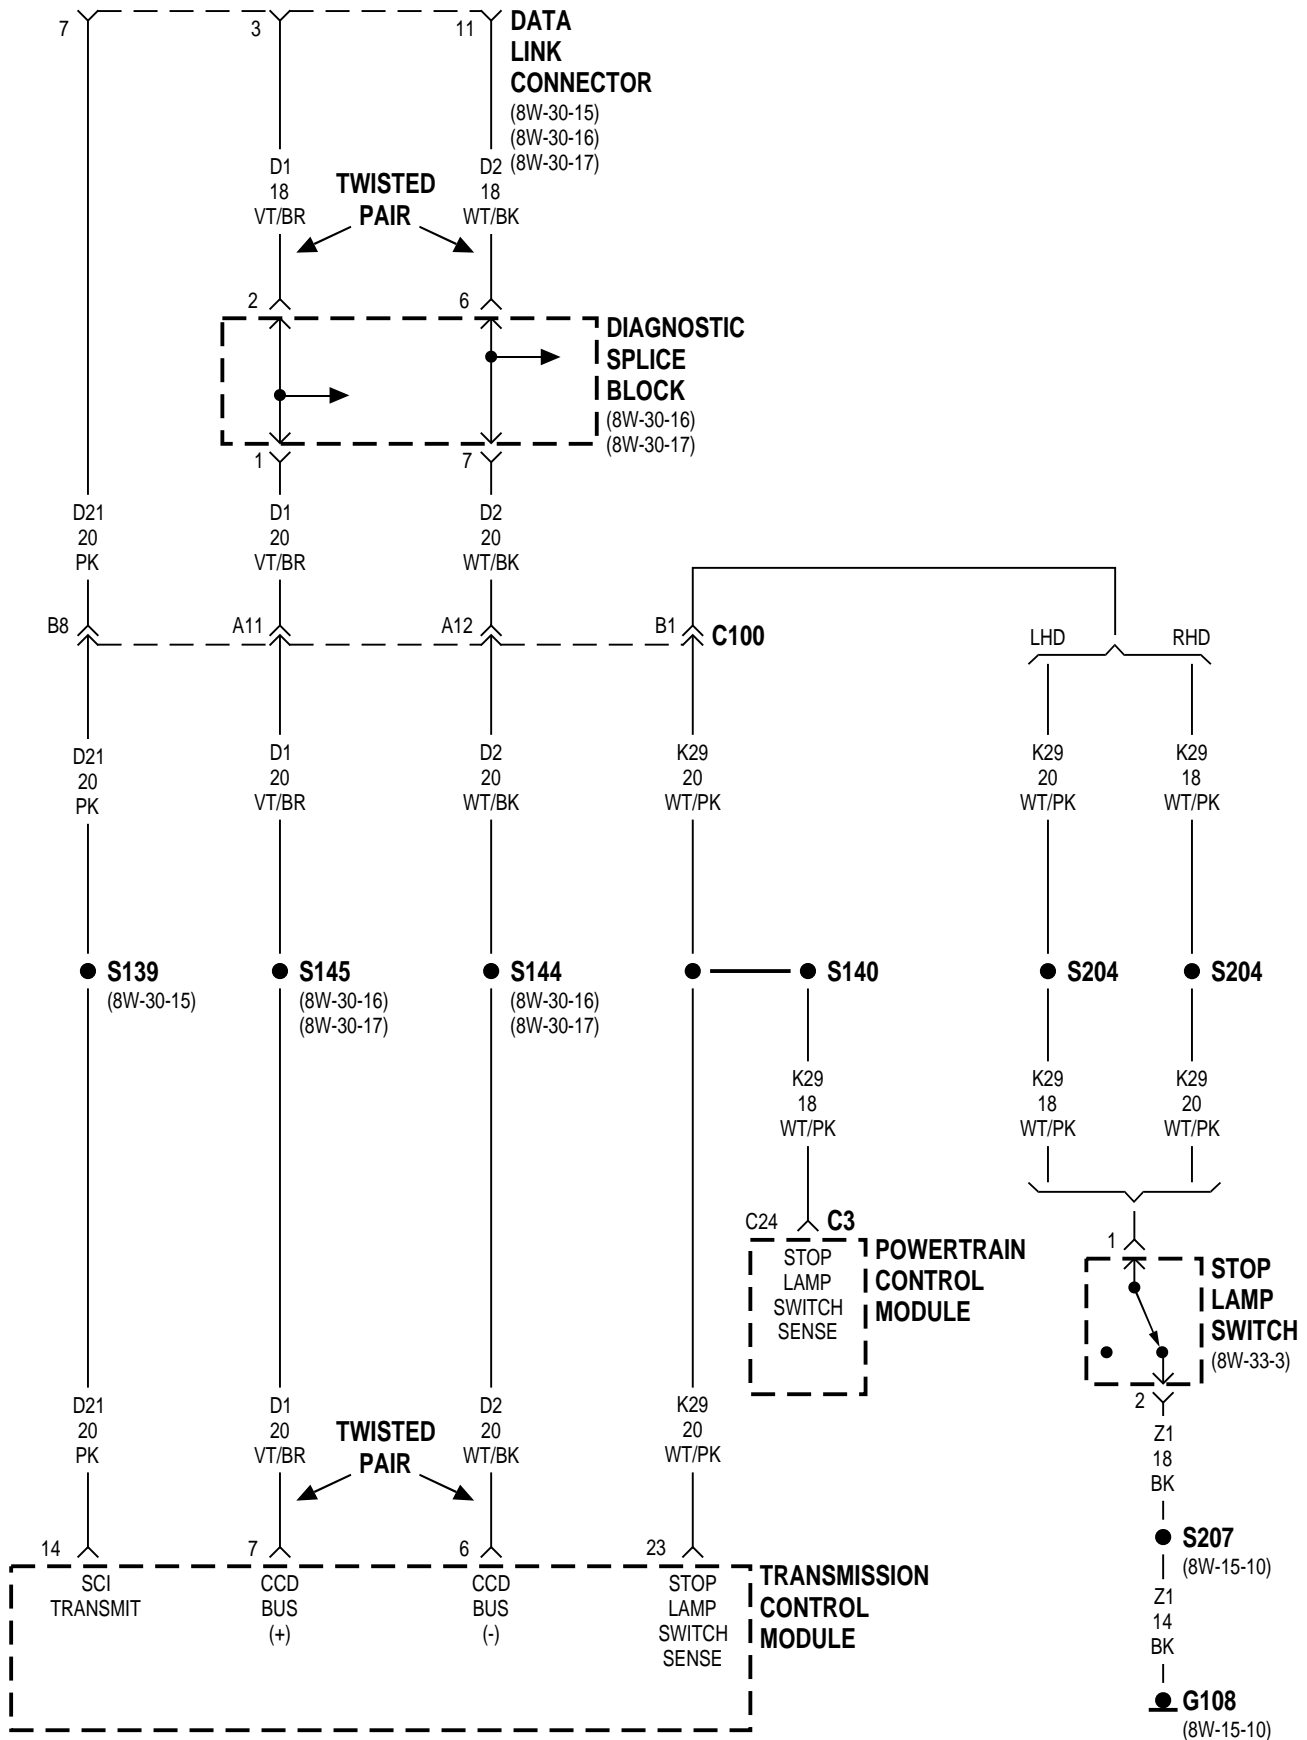 7
3
11
DATA
LINK
CONNECTOR
(8W-30-15)
(8W-30-16)
(8W-30-17)
D1
18
VT/BR
TWISTED
PAIR
D2
18
WT/BK
2
6
DIAGNOSTIC
SPLICE
BLOCK
(8W-30-16)
(8W-30-17)
1
7
D21
20
PK
D1
20
VT/BR
D2
20
WT/BK
B8
A11
A12
B1
C100
LHD
RHD
D21
20
PK
D1
20
VT/BR
D2
20
WT/BK
K29
20
WT/PK
K29
20
WT/PK
K29
18
WT/PK
S139
(8W-30-15)
S145
(8W-30-16)
(8W-30-17)
S144
(8W-30-16)
(8W-30-17)
S140
S204
S204
K29
18
WT/PK
K29
18
WT/PK
K29
20
WT/PK
C24
C3
STOP
LAMP
SWITCH
SENSE
POWERTRAIN
CONTROL
MODULE
1
STOP
LAMP
SWITCH
(8W-33-3)
2
D21
20
PK
D1
20
VT/BR
TWISTED
PAIR
D2
20
WT/BK
K29
20
WT/PK
Z1
18
BK
S207
(8W-15-10)
14
7
6
23
SCI
TRANSMIT
CCD
BUS
(+)
CCD
BUS
(-)
STOP
LAMP
SWITCH
SENSE
TRANSMISSION
CONTROL
MODULE
Z1
14
BK
G108
(8W-15-10)